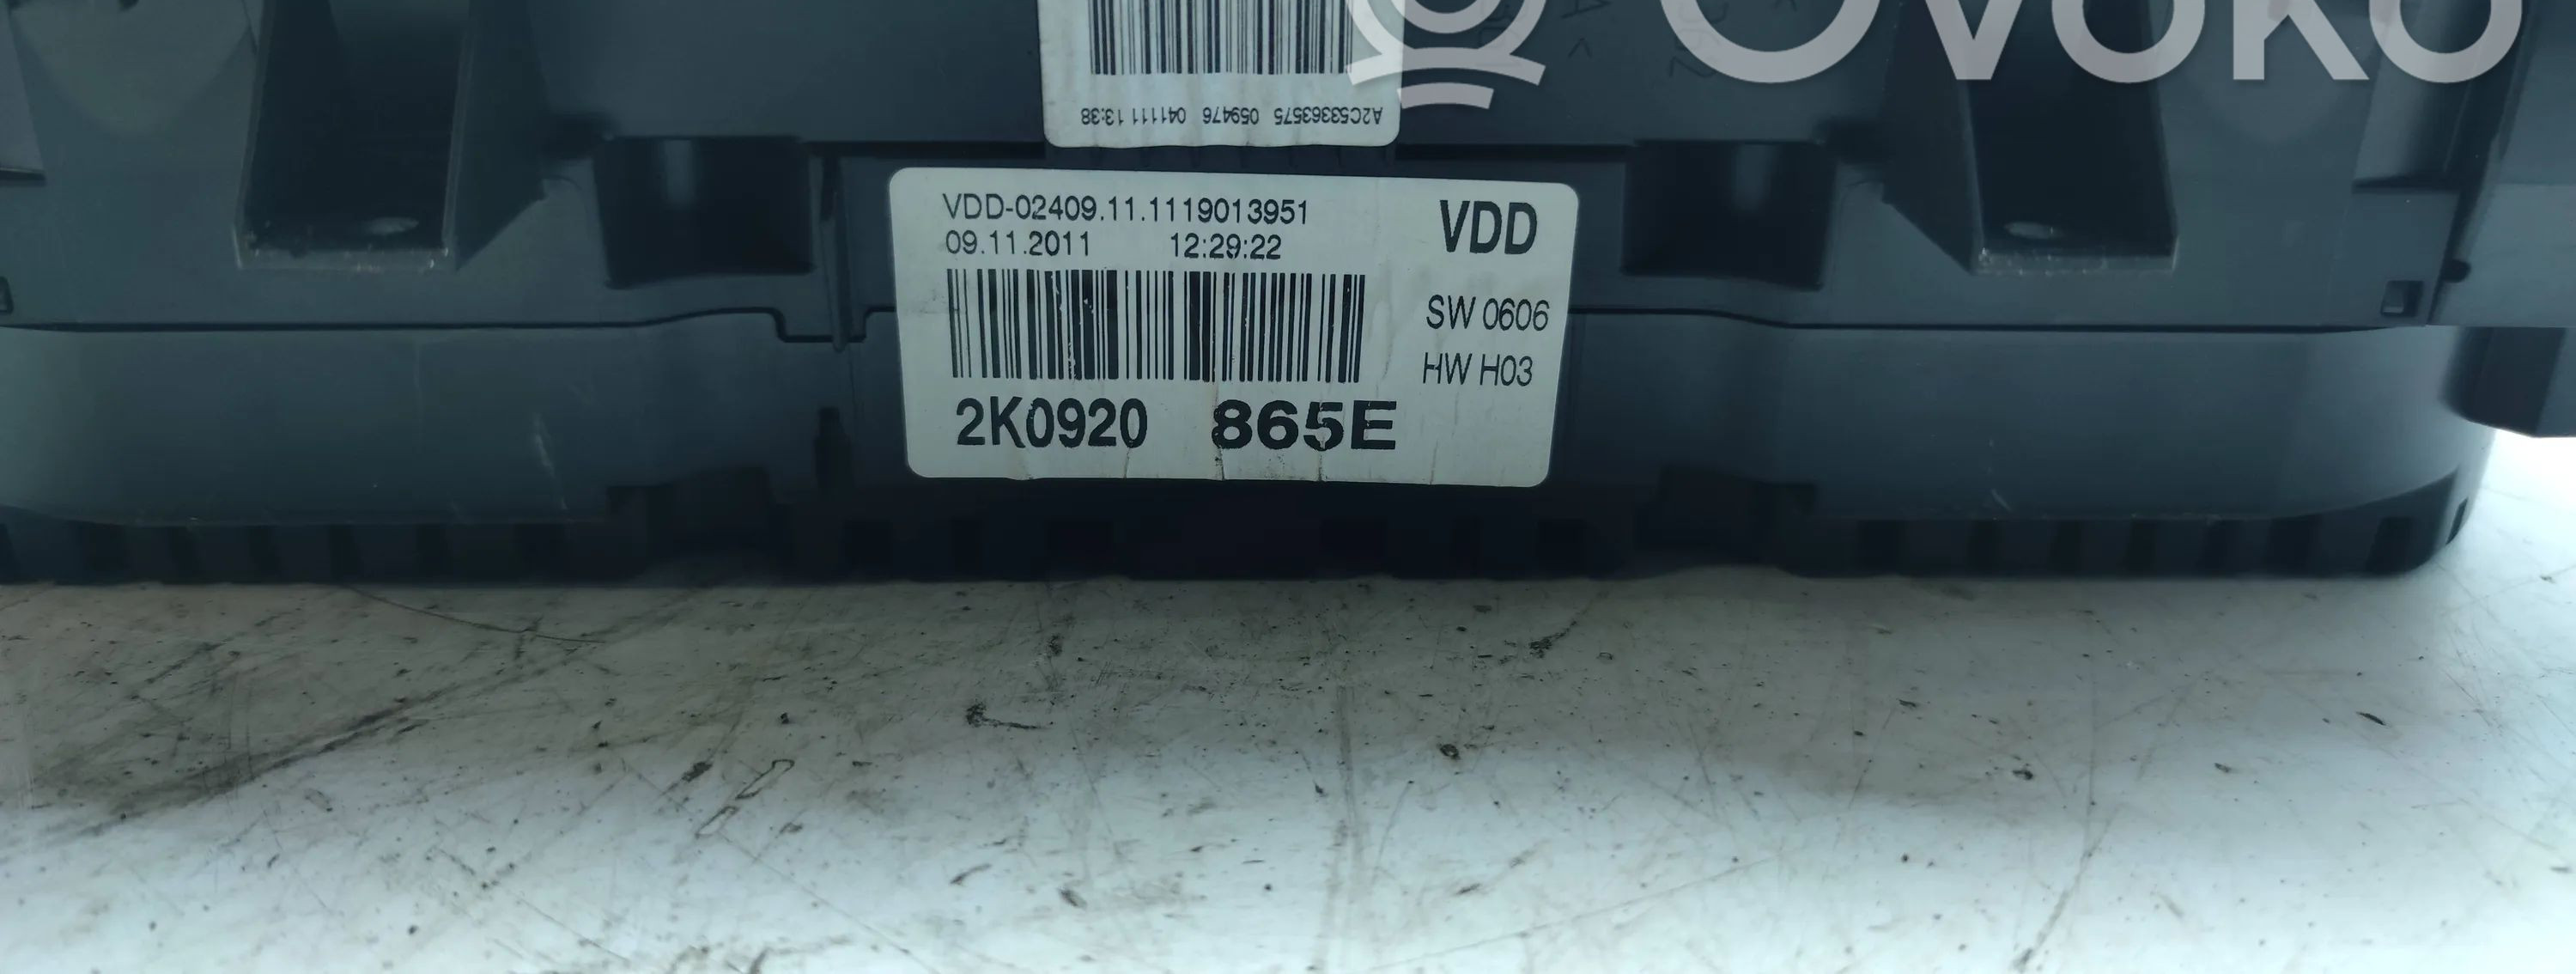 OVOKO
A2C53363575 059476 041111 13:38
VDD-02409.11.1119013951
09.11.2011 12:29:22
VDD
SW 0606
HW H03
2K0920 865E